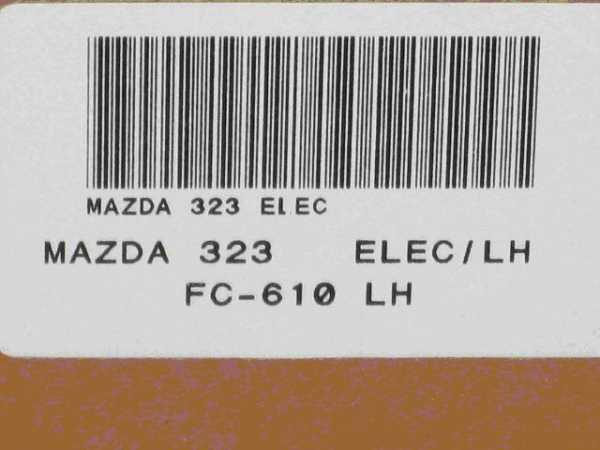 MAZDA 323 ELEC
MAZDA 323 ELEC/LH
FC-610 LH